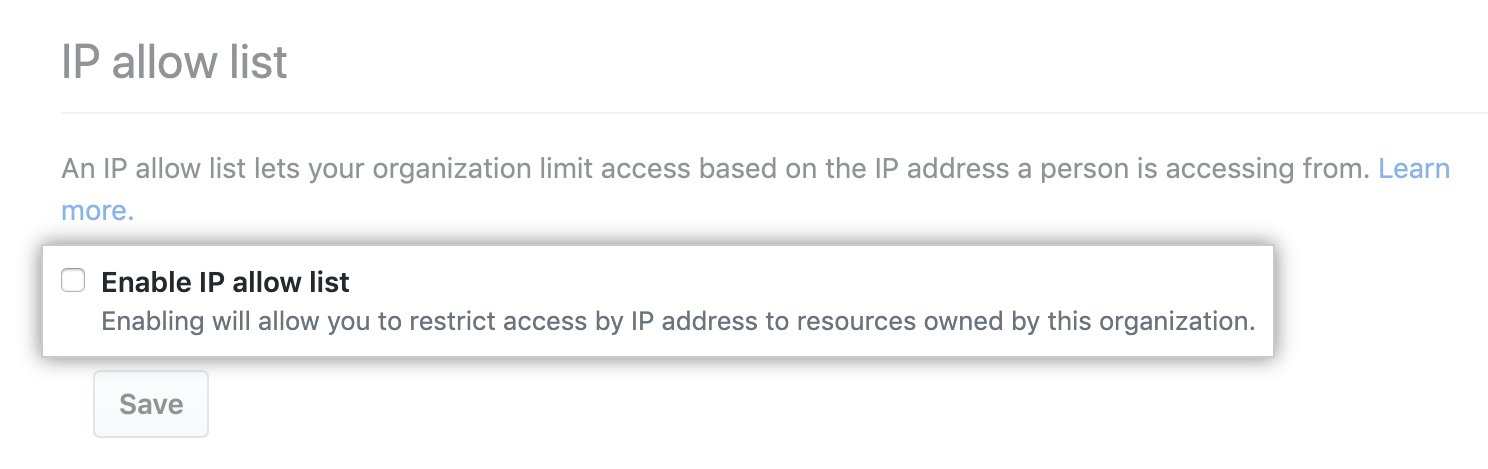 IP allow list
An IP allow list lets your organization limit access based on the IP address a person is accessing from. Learn
more.
Enable IP allow list
Enabling will allow you to restrict access by IP address to resources owned by this organization.
Save